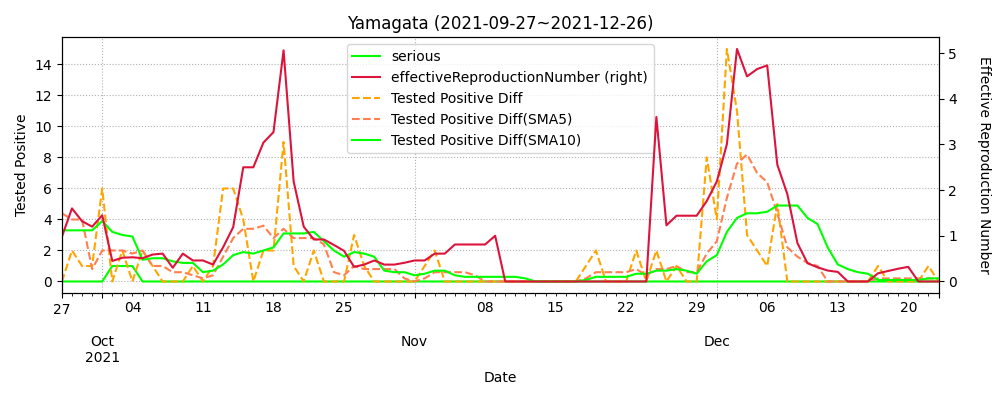 Yamagata (2021-09-27~2021-12-26)
serious
effectiveReproductionNumber (right)
Tested Positive Diff
Tested Positive Diff(SMA5)
Tested Positive Diff(SMA10)
Tested Positive
14
12
10
8
6
4
2
0
5
4
3
2
1
0
Effective Reproduction Number
27 04 11 18 25 08 15 22 29 06 20
Oct Nov Dec
2021
Date